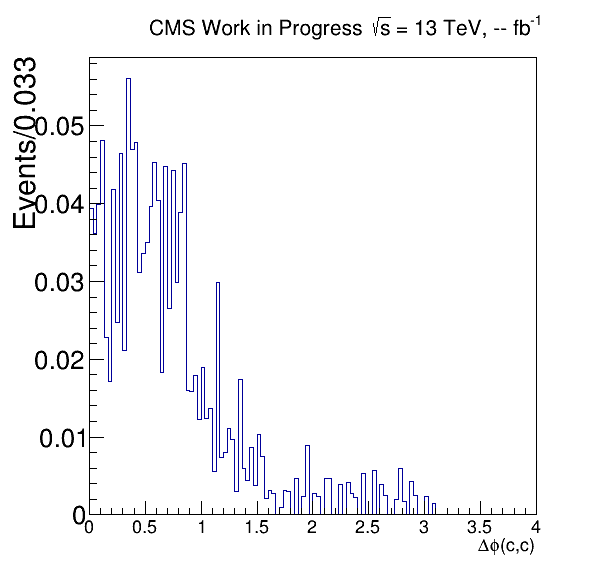 CMS Work in Progress √s = 13 TeV, -- fb⁻¹
Events/0.033
0.05
0.04
0.03
0.02
0.01
0
0 0.5 1 1.5 2 2.5 3 3.5 4
Δϕ(c,c)